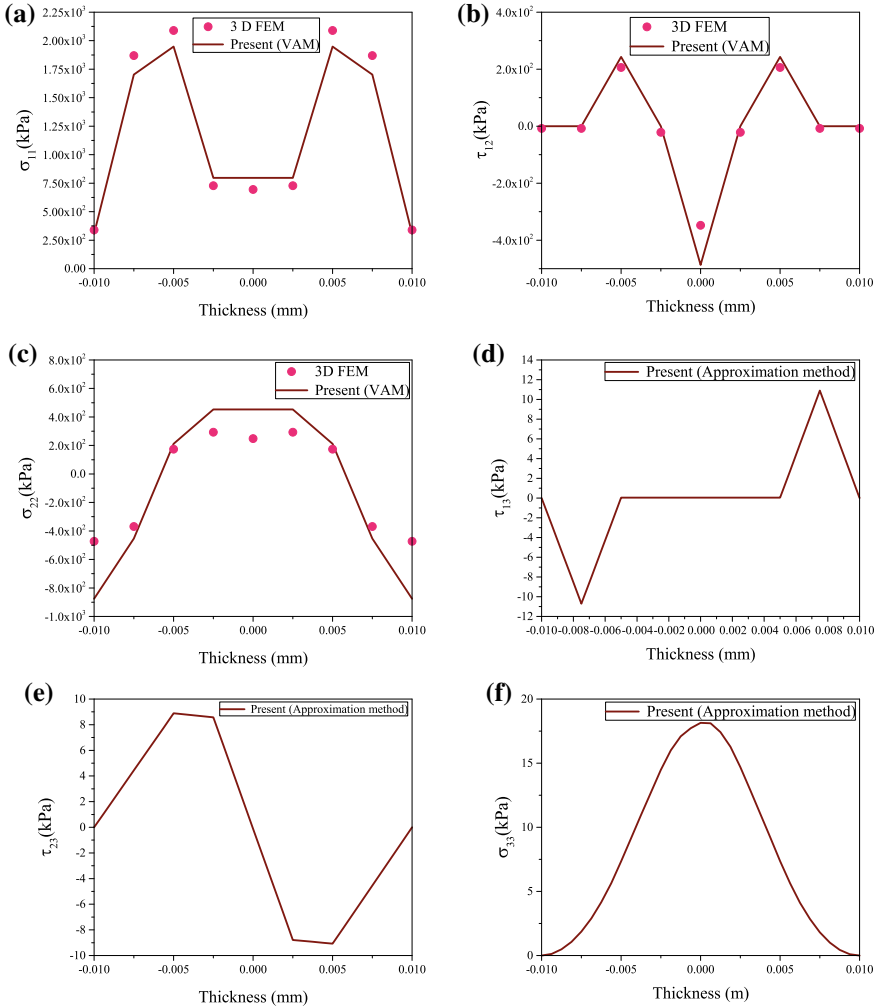 (a)
2.25x10³
2.00x10³
1.75x10³
1.50x10³
1.25x10³
1.00x10³
7.50x10²
5.00x10²
2.50x10²
0.00
σ₁₁(kPa)
3 D FEM
Present (VAM)
-0.010
-0.005
0.000
0.005
0.010
Thickness (mm)
(b)
4.0x10²
2.0x10²
0.0
-2.0x10²
-4.0x10²
τ₁₂(kPa)
3D FEM
Present (VAM)
-0.010
-0.005
0.000
0.005
0.010
Thickness (mm)
(c)
8.0x10²
6.0x10²
4.0x10²
2.0x10²
0.0
-2.0x10²
-4.0x10²
-6.0x10²
-8.0x10²
-1.0x10³
σ₂₂(kPa)
3D FEM
Present (VAM)
-0.010
-0.005
0.000
0.005
0.010
Thickness (mm)
(d)
14
12
10
8
6
4
2
0
-2
-4
-6
-8
-10
-12
τ₁₃(kPa)
Present (Approximation method)
-0.010 -0.008 -0.006 -0.004 -0.002 0.000 0.002 0.004 0.006 0.008 0.010
Thickness (mm)
(e)
10
8
6
4
2
0
-2
-4
-6
-8
-10
τ₂₃(kPa)
Present (Approximation method)
-0.010
-0.005
0.000
0.005
0.010
Thickness (mm)
(f)
20
15
10
5
0
σ₃₃(kPa)
Present (Approximation method)
-0.010
-0.005
0.000
0.005
0.010
Thickness (m)